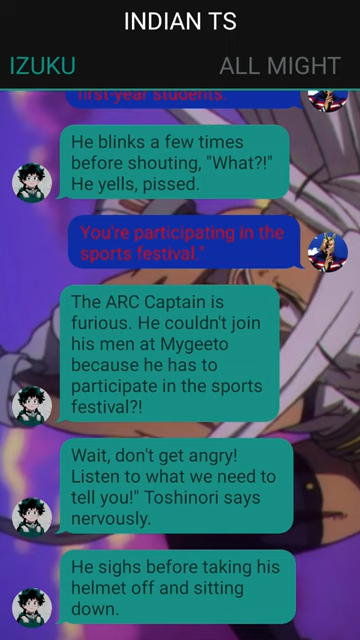 INDIAN TS
IZUKU
ALL MIGHT
first-year students.
He blinks a few times
before shouting, "What?!"
He yells, pissed.
You're participating in the
sports festival."
The ARC Captain is
furious. He couldn't join
his men at Mygeeto
because he has to
participate in the sports
festival?!
Wait, don't get angry!
Listen to what we need to
tell you!" Toshinori says
nervously.
He sighs before taking his
helmet off and sitting
down.